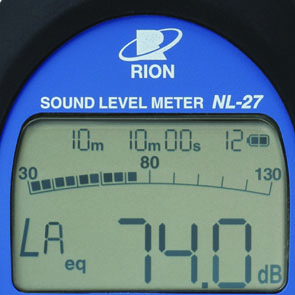 RION
SOUND LEVEL METER NL-27
10m 10m00s 12
30 80 130
LA eq 74.0 dB